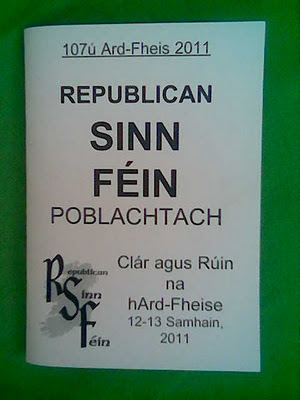 107ú Ard-Fheis 2011
REPUBLICAN
SINN
FÉIN
POBLACHTACH
Republican
Sinn
Féin
Clár agus Rúin
na
hArd-Fheise
12-13 Samhain,
2011